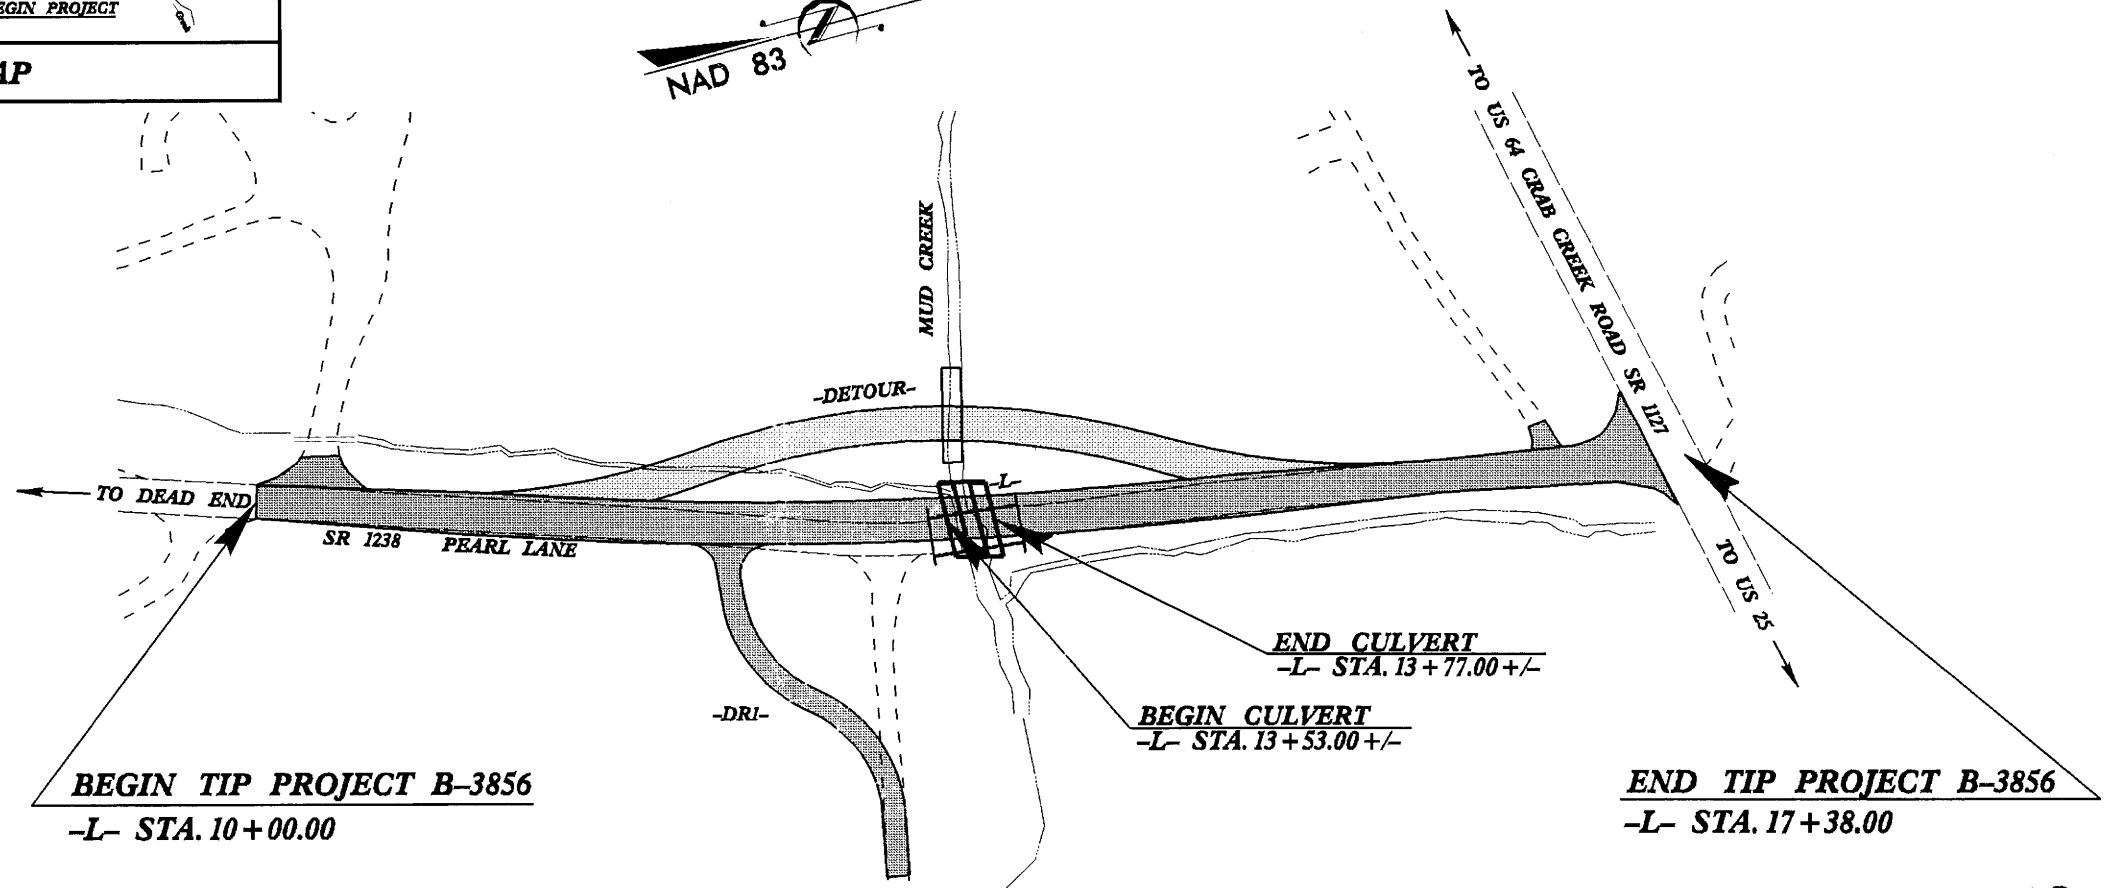 EGIN PROJECT
AP
NAD 83
TO US 64 CRAB CREEK ROAD SR 1127
MUD CREEK
-DETOUR-
-L-
TO DEAD END
SR 1238 PEARL LANE
TO US 25
END CULVERT
-L- STA. 13+77.00 +/-
-DR1-
BEGIN CULVERT
-L- STA. 13+53.00 +/-
BEGIN TIP PROJECT B-3856
-L- STA. 10+00.00
END TIP PROJECT B-3856
-L- STA. 17+38.00